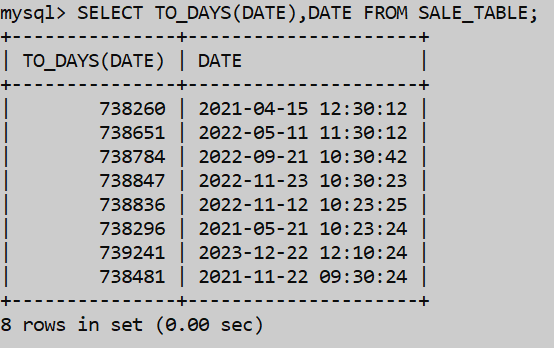 mysql> SELECT TO_DAYS(DATE),DATE FROM SALE_TABLE;
+---------------+---------------------+
| TO_DAYS(DATE) | DATE                |
+---------------+---------------------+
|        738260 | 2021-04-15 12:30:12 |
|        738651 | 2022-05-11 11:30:12 |
|        738784 | 2022-09-21 10:30:42 |
|        738847 | 2022-11-23 10:30:23 |
|        738836 | 2022-11-12 10:23:25 |
|        738296 | 2021-05-21 10:23:24 |
|        739241 | 2023-12-22 12:10:24 |
|        738481 | 2021-11-22 09:30:24 |
+---------------+---------------------+
8 rows in set (0.00 sec)